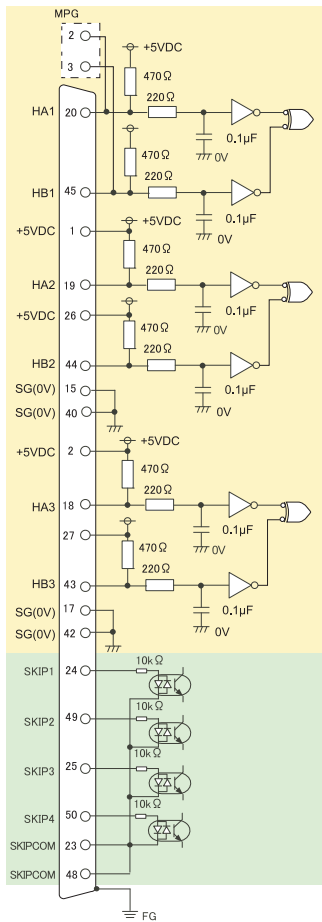 MPG
2
3
+5VDC
470Ω
220Ω
HA1
20
0.1μF
0V
470Ω
220Ω
HB1
45
0.1μF
0V
+5VDC
1
470Ω
220Ω
HA2
19
0.1μF
0V
+5VDC
26
470Ω
220Ω
HB2
44
0.1μF
0V
SG(0V)
15
SG(0V)
40
+5VDC
2
+5VDC
470Ω
220Ω
HA3
18
0.1μF
0V
27
470Ω
220Ω
HB3
43
0.1μF
0V
SG(0V)
17
SG(0V)
42
SKIP1
24
10kΩ
SKIP2
49
10kΩ
SKIP3
25
10kΩ
SKIP4
50
10kΩ
SKIPCOM
23
SKIPCOM
48
FG